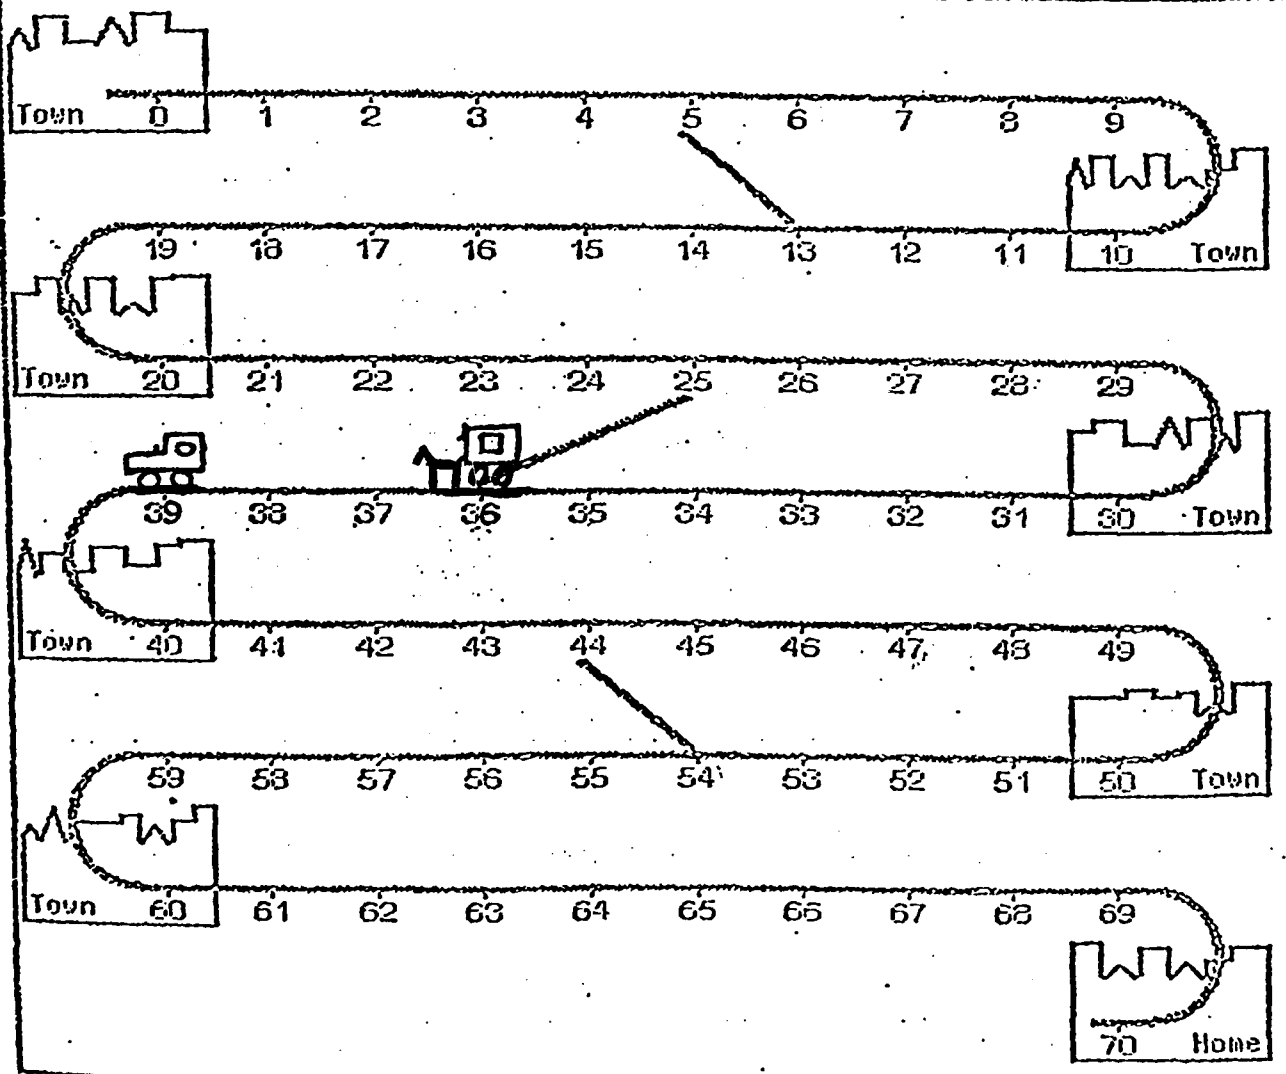 Town 0 1 2 3 4 5 6 7 8 9
19 18 17 16 15 14 13 12 11 10 Town
Town 20 21 22 23 24 25 26 27 28 29
39 38 37 36 35 34 33 32 31 30 Town
Town 40 41 42 43 44 45 46 47 48 49
59 58 57 56 55 54 53 52 51 50 Town
Town 60 61 62 63 64 65 66 67 68 69
70 Home